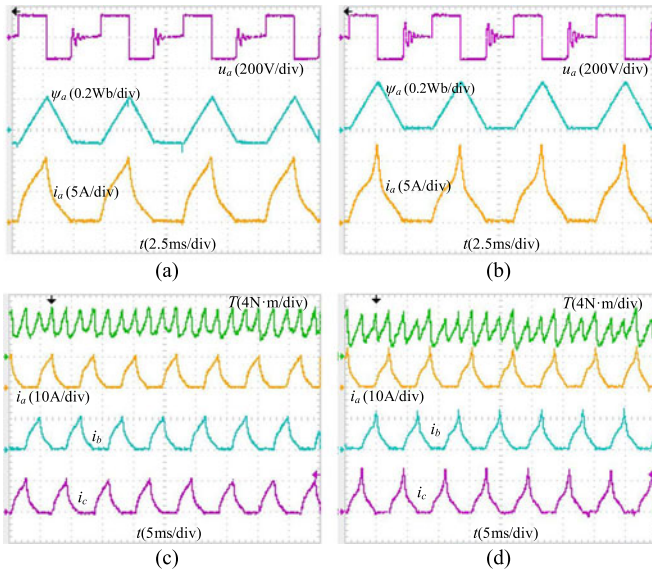 u_a (200V/div)
ψ_a (0.2Wb/div)
i_a (5A/div)
t(2.5ms/div)
(a)
u_a (200V/div)
ψ_a (0.2Wb/div)
i_a (5A/div)
t(2.5ms/div)
(b)
T(4N·m/div)
i_a (10A/div)
i_b
i_c
t(5ms/div)
(c)
T(4N·m/div)
i_a (10A/div)
i_b
i_c
t(5ms/div)
(d)